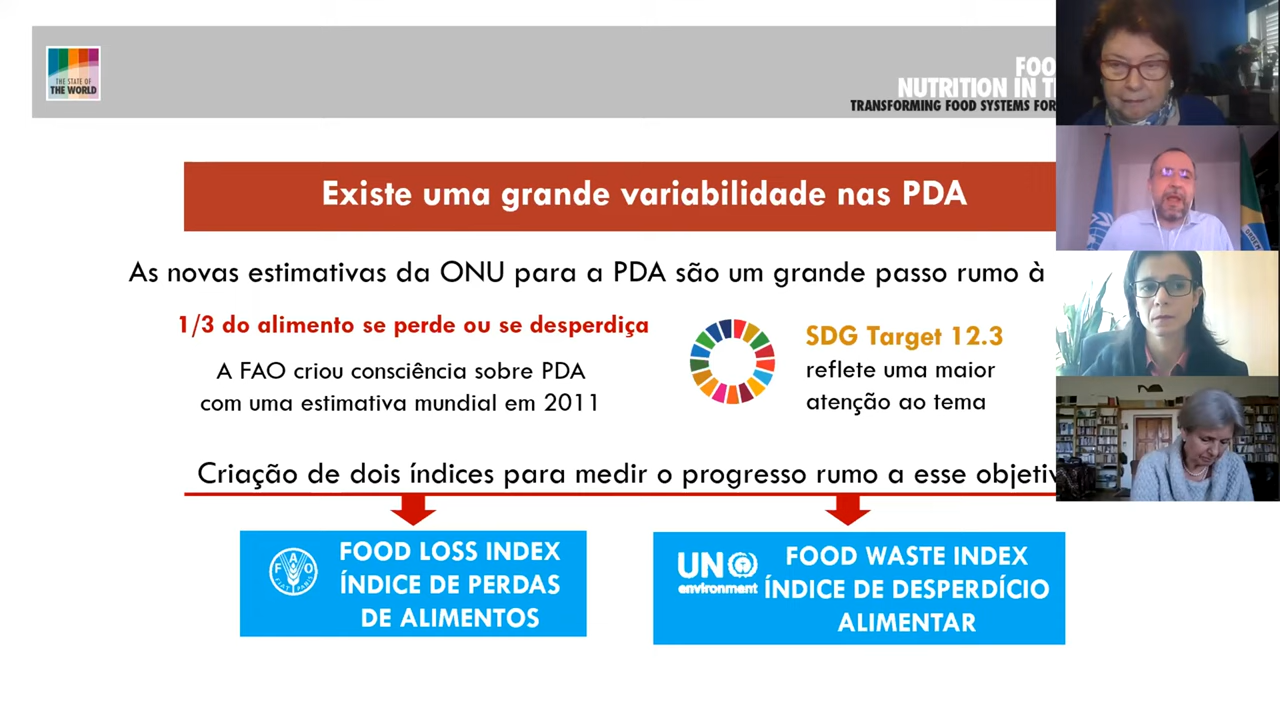 THE STATE OF
THE WORLD
FOO
NUTRITION IN T
TRANSFORMING FOOD SYSTEMS FOR
Existe uma grande variabilidade nas PDA
As novas estimativas da ONU para a PDA são um grande passo rumo à
1/3 do alimento se perde ou se desperdiça
A FAO criou consciência sobre PDA
com uma estimativa mundial em 2011
SDG Target 12.3
reflete uma maior
atenção ao tema
Criação de dois índices para medir o progresso rumo a esse objetiv
FAO
FIAT PANIS
FOOD LOSS INDEX
ÍNDICE DE PERDAS
DE ALIMENTOS
UN
environment
FOOD WASTE INDEX
ÍNDICE DE DESPERDÍCIO
ALIMENTAR